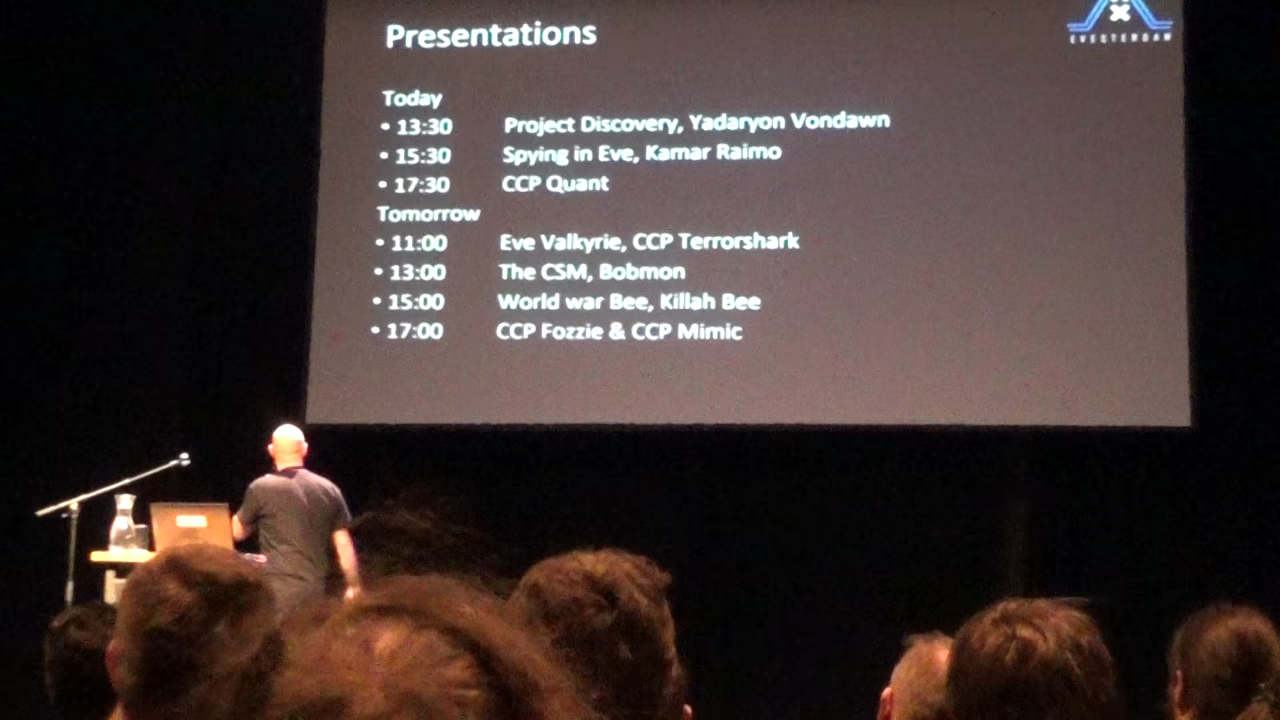 Presentations
EVESTERDAM
Today
• 13:30 Project Discovery, Yadaryon Vondawn
• 15:30 Spying in Eve, Kamar Raimo
• 17:30 CCP Quant
Tomorrow
• 11:00 Eve Valkyrie, CCP Terrorshark
• 13:00 The CSM, Bobmon
• 15:00 World war Bee, Killah Bee
• 17:00 CCP Fozzie & CCP Mimic